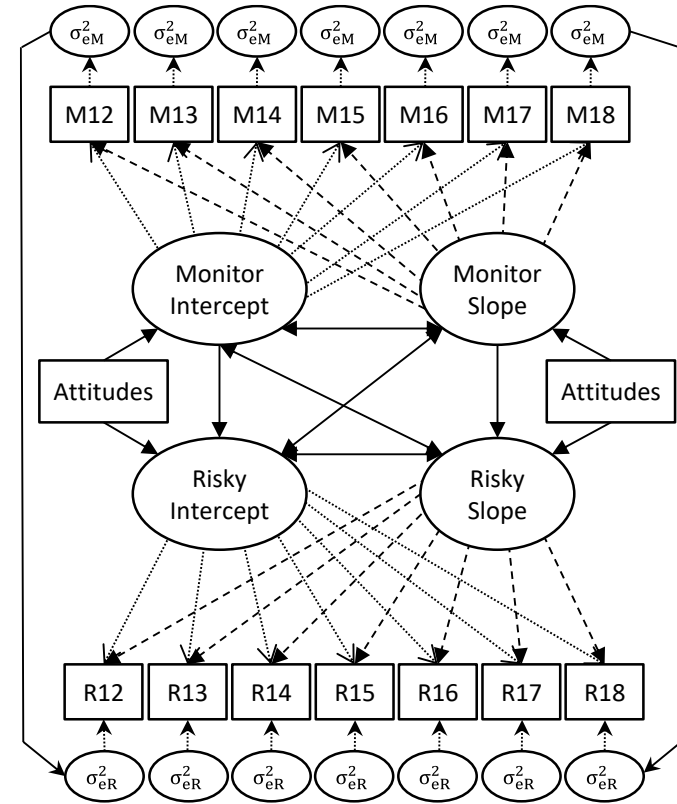 σ²eM σ²eM σ²eM σ²eM σ²eM σ²eM σ²eM
M12 M13 M14 M15 M16 M17 M18
Monitor
Intercept
Monitor
Slope
Attitudes
Attitudes
Risky
Intercept
Risky
Slope
R12 R13 R14 R15 R16 R17 R18
σ²eR σ²eR σ²eR σ²eR σ²eR σ²eR σ²eR